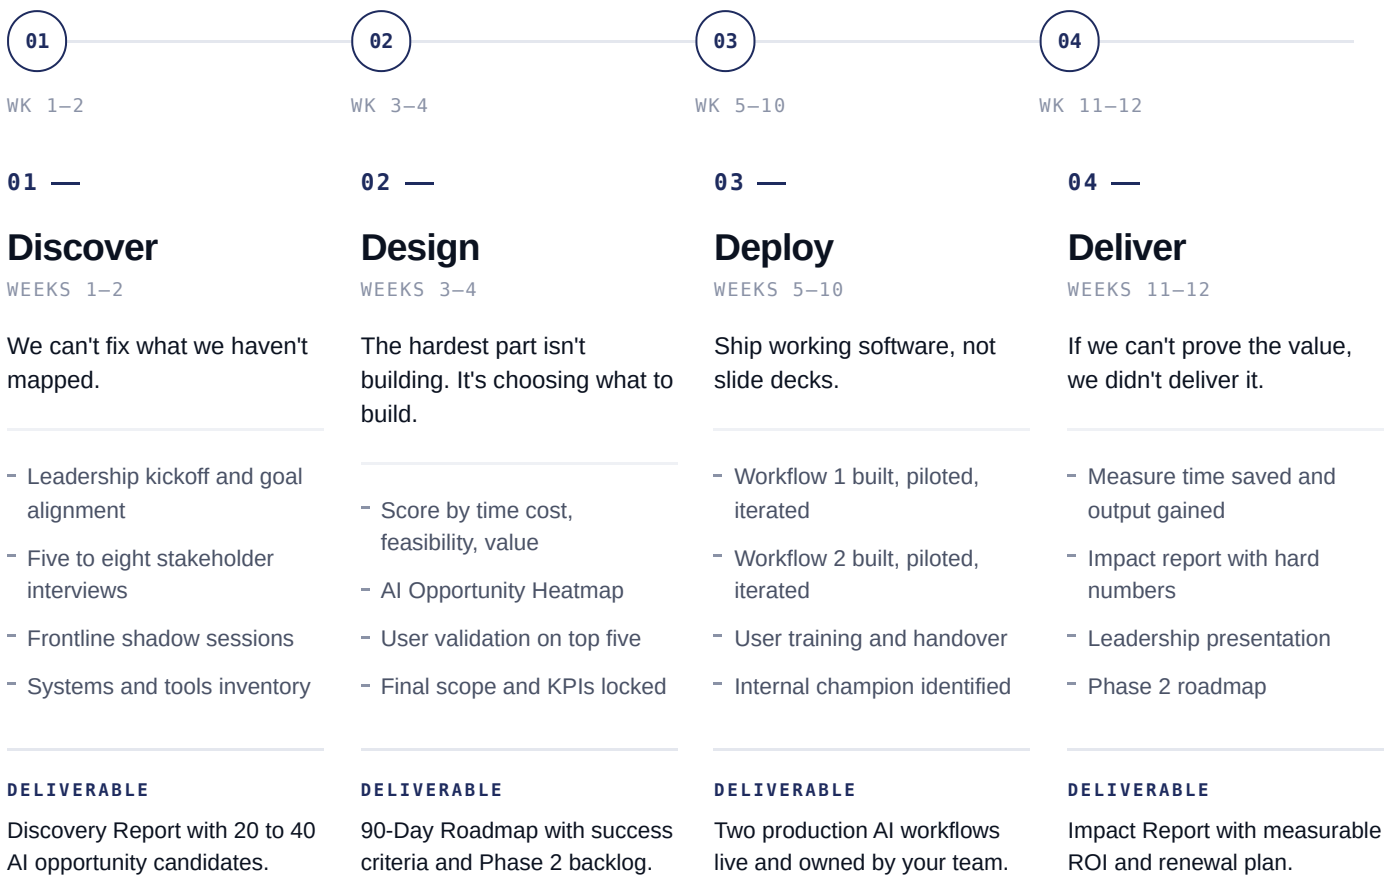 01
02
03
04
WK 1–2
WK 3–4
WK 5–10
WK 11–12
01 —
Discover
WEEKS 1–2
We can't fix what we haven't
mapped.
– Leadership kickoff and goal
alignment
– Five to eight stakeholder
interviews
– Frontline shadow sessions
– Systems and tools inventory
DELIVERABLE
Discovery Report with 20 to 40
AI opportunity candidates.
02 —
Design
WEEKS 3–4
The hardest part isn't
building. It's choosing what to
build.
– Score by time cost,
feasibility, value
– AI Opportunity Heatmap
– User validation on top five
– Final scope and KPIs locked
DELIVERABLE
90-Day Roadmap with success
criteria and Phase 2 backlog.
03 —
Deploy
WEEKS 5–10
Ship working software, not
slide decks.
– Workflow 1 built, piloted,
iterated
– Workflow 2 built, piloted,
iterated
– User training and handover
– Internal champion identified
DELIVERABLE
Two production AI workflows
live and owned by your team.
04 —
Deliver
WEEKS 11–12
If we can't prove the value,
we didn't deliver it.
– Measure time saved and
output gained
– Impact report with hard
numbers
– Leadership presentation
– Phase 2 roadmap
DELIVERABLE
Impact Report with measurable
ROI and renewal plan.